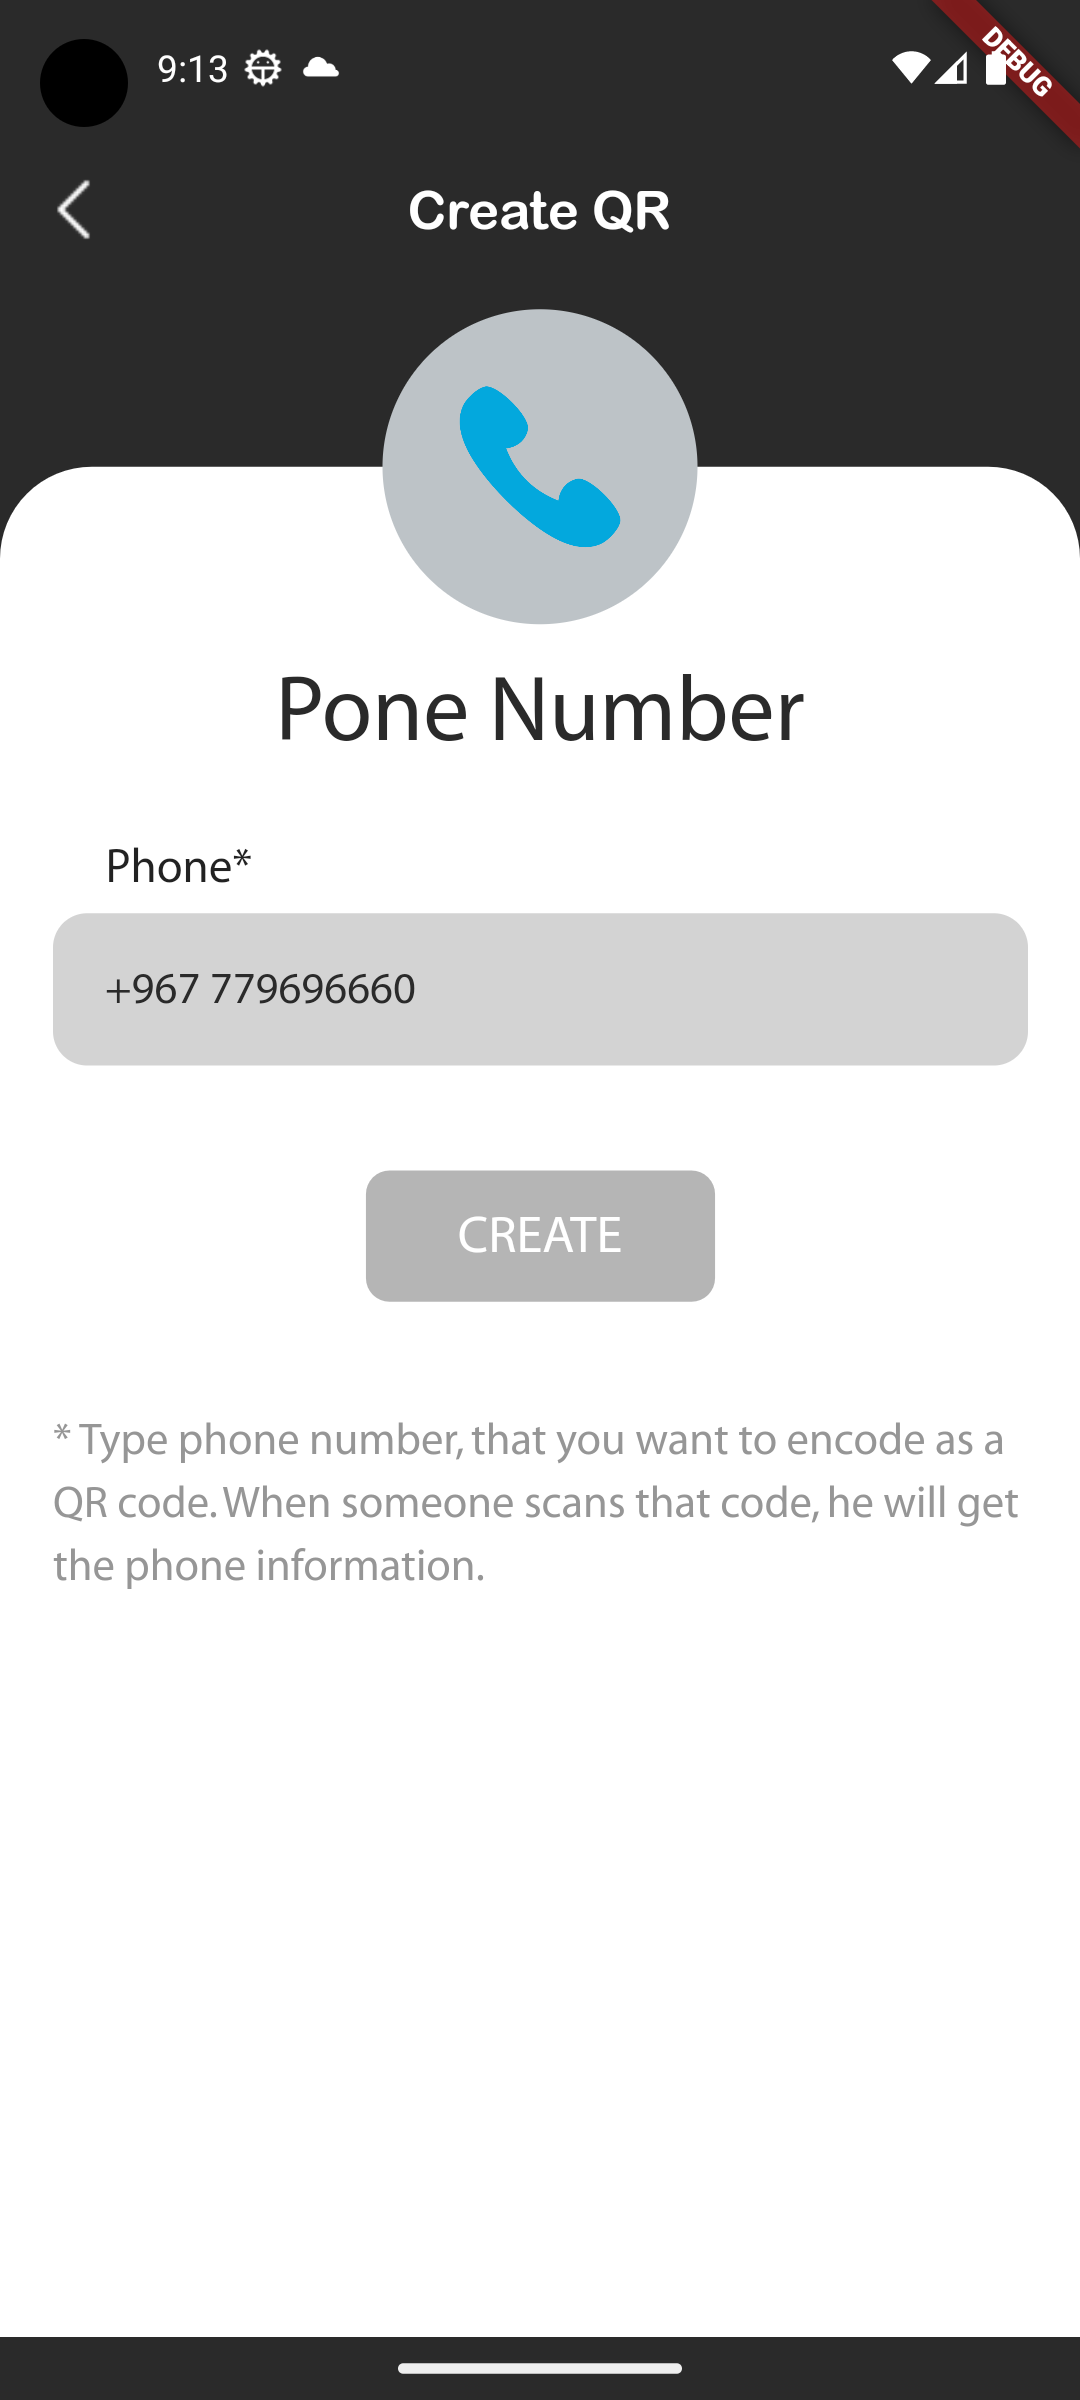 9:13
DEBUG
Create QR
Pone Number
Phone*
+967 779696660
CREATE
* Type phone number, that you want to encode as a
QR code. When someone scans that code, he will get
the phone information.